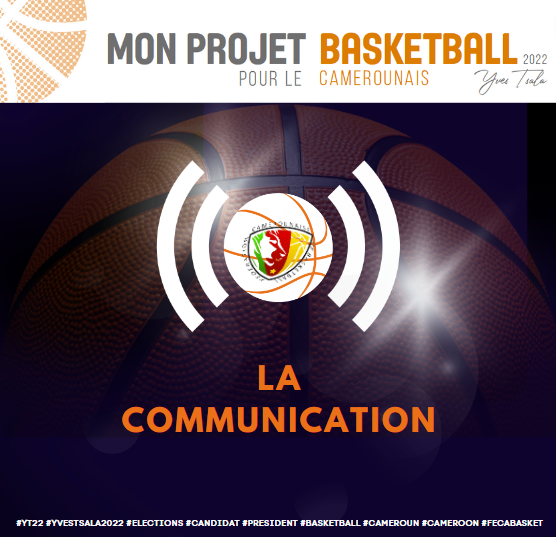 MON PROJET BASKETBALL 2022
POUR LE CAMEROUNAIS Yves Tsala
LA
COMMUNICATION
#YT22 #YVESTSALA2022 #ELECTIONS #CANDIDAT #PRESIDENT #BASKETBALL #CAMEROUN #CAMEROON #FECABASKET